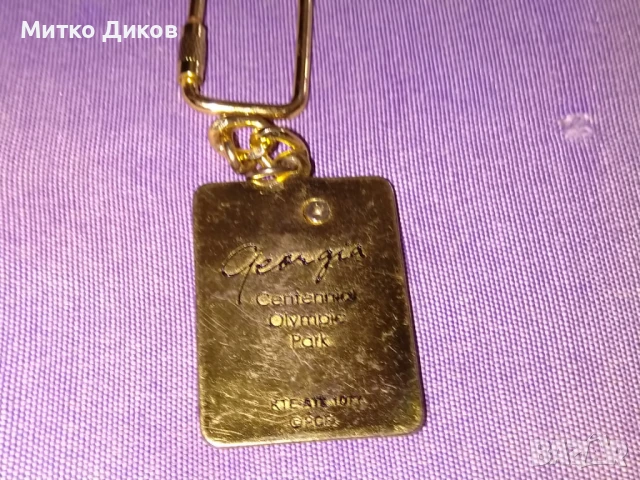 Митко Диков
Georgia
Centennial
Olympic
Park